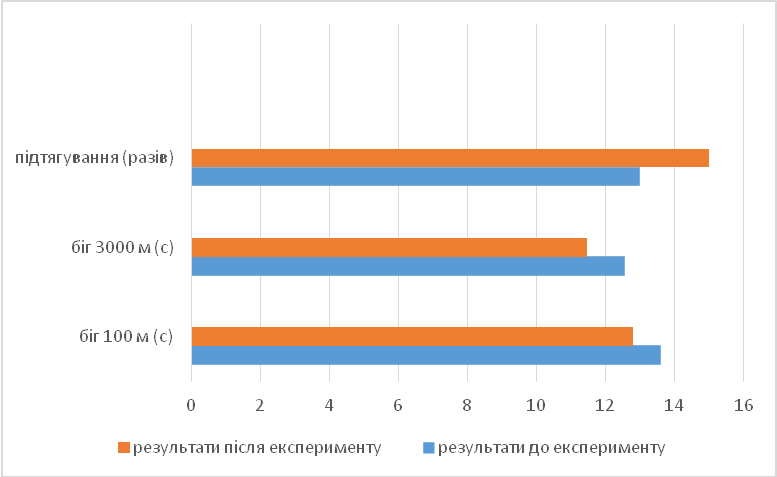 підтягування (разів)
біг 3000 м (с)
біг 100 м (с)
0 2 4 6 8 10 12 14 16
результати після експерименту результати до експерименту